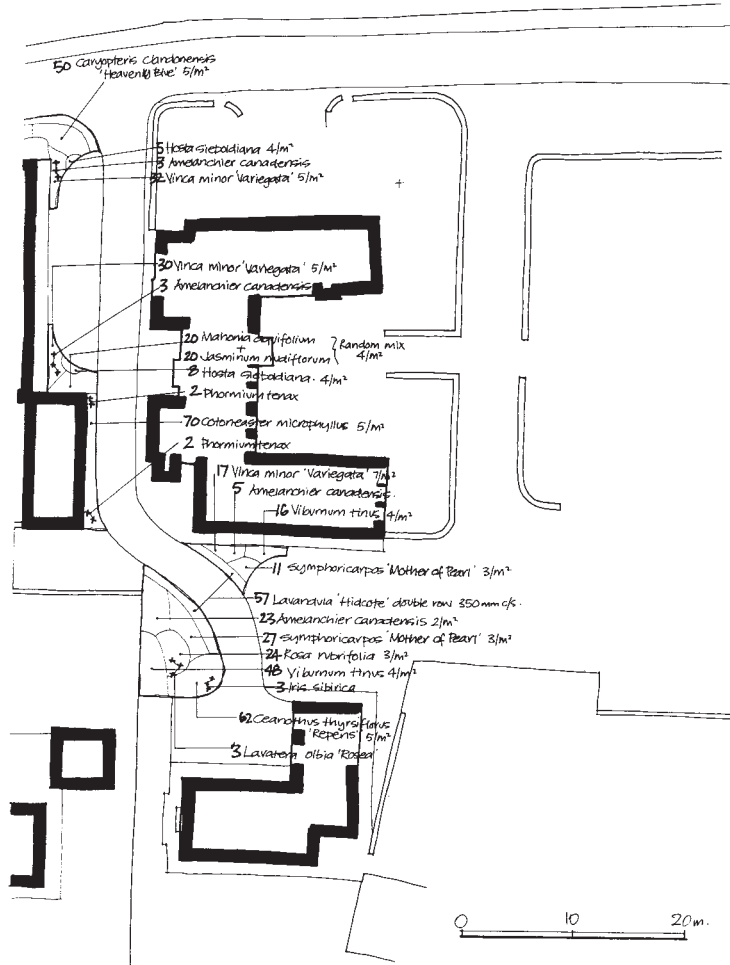 50 Caryopteris Clandonensis
'Heavenly Blue' 5/m²
5 Hosta sieboldiana 4/m²
3 Amelanchier canadensis
32 Vinca minor 'Variegata' 5/m²
30 Vinca minor 'Variegata' 5/m²
3 Amelanchier canadensis
20 Mahonia aquifolium
20 Jasminum nudiflorum
Random mix
4/m²
8 Hosta sieboldiana. 4/m²
2 Phormium tenax
70 Cotoneaster microphyllus 5/m²
2 Phormium tenax
17 Vinca minor 'Variegata' 7/m²
5 Amelanchier canadensis.
16 Viburnum tinus 4/m²
11 Symphoricarpos 'Mother of Pearl' 3/m²
57 Lavandula 'Hidcote' double row 350mm c/s.
23 Amelanchier canadensis 2/m²
27 Symphoricarpos 'Mother of Pearl' 3/m²
24 Rosa rubrifolia 3/m²
48 Viburnum tinus 4/m²
3 Iris sibirica
62 Ceanothus thyrsiflorus
'Repens' 5/m²
3 Lavatera olbia 'Rosea'
0 10 20m.